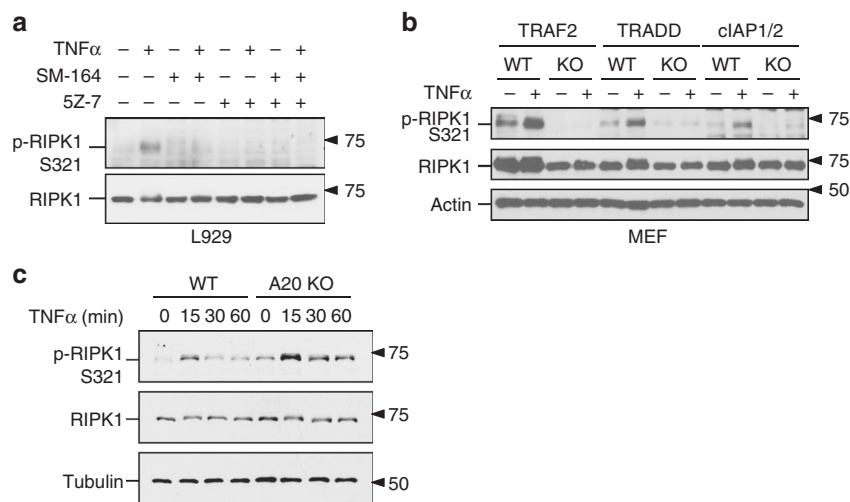 a
TNFα – + – + – + – +
SM-164 – – + + – – + +
5Z-7 – – – – + + + +
p-RIPK1
S321
75
RIPK1
75
L929
b
TRAF2 TRADD cIAP1/2
WT KO WT KO WT KO
TNFα – + – + – + – + – + – +
p-RIPK1
S321
75
RIPK1
75
50
Actin
MEF
c
WT A20 KO
TNFα (min) 0 15 30 60 0 15 30 60
p-RIPK1
S321
75
RIPK1
75
Tubulin
50